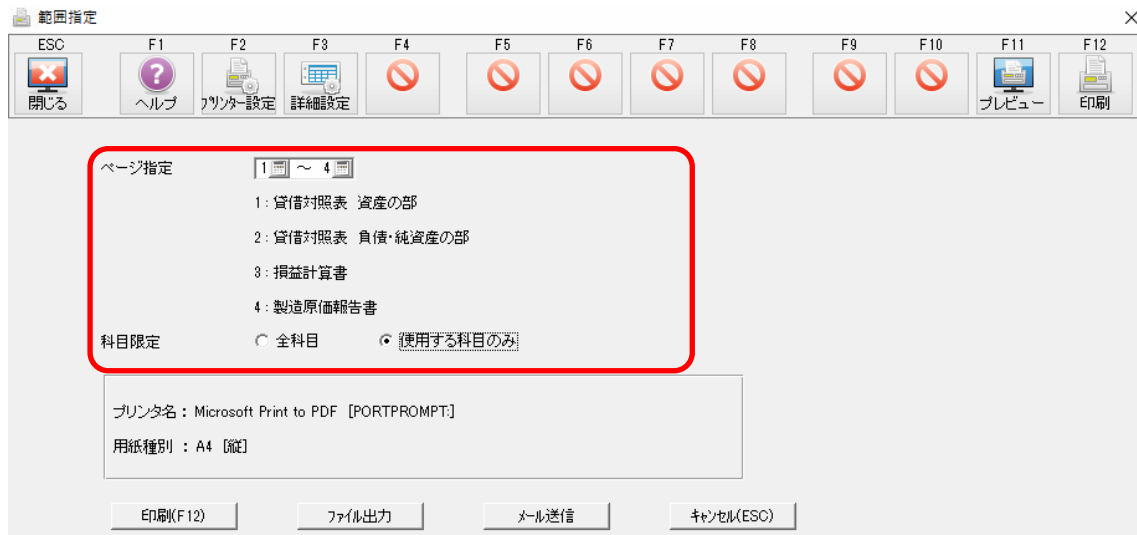 範囲指定
ESC F1 F2 F3 F4 F5 F6 F7 F8 F9 F10 F11 F12
閉じる ヘルプ プリンター設定 詳細設定 プレビュー 印刷
ページ指定 1 ～ 4
1：貸借対照表 資産の部
2：貸借対照表 負債・純資産の部
3：損益計算書
4：製造原価報告書
科目限定 全科目 使用する科目のみ
プリンタ名： Microsoft Print to PDF [PORTPROMPT:]
用紙種別 ： A4 [縦]
印刷(F12) ファイル出力 メール送信 キャンセル(ESC)